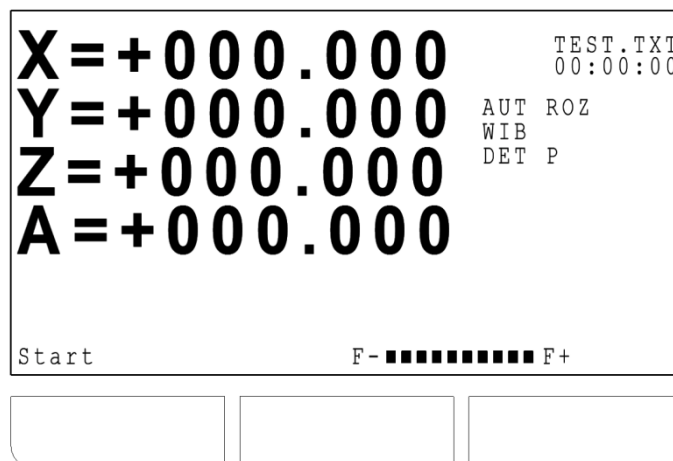 X=+000.000
TEST.TXT
00:00:00
Y=+000.000
AUT ROZ
WIB
Z=+000.000
DET P
A=+000.000
Start F-■■■■■■■■■■F+